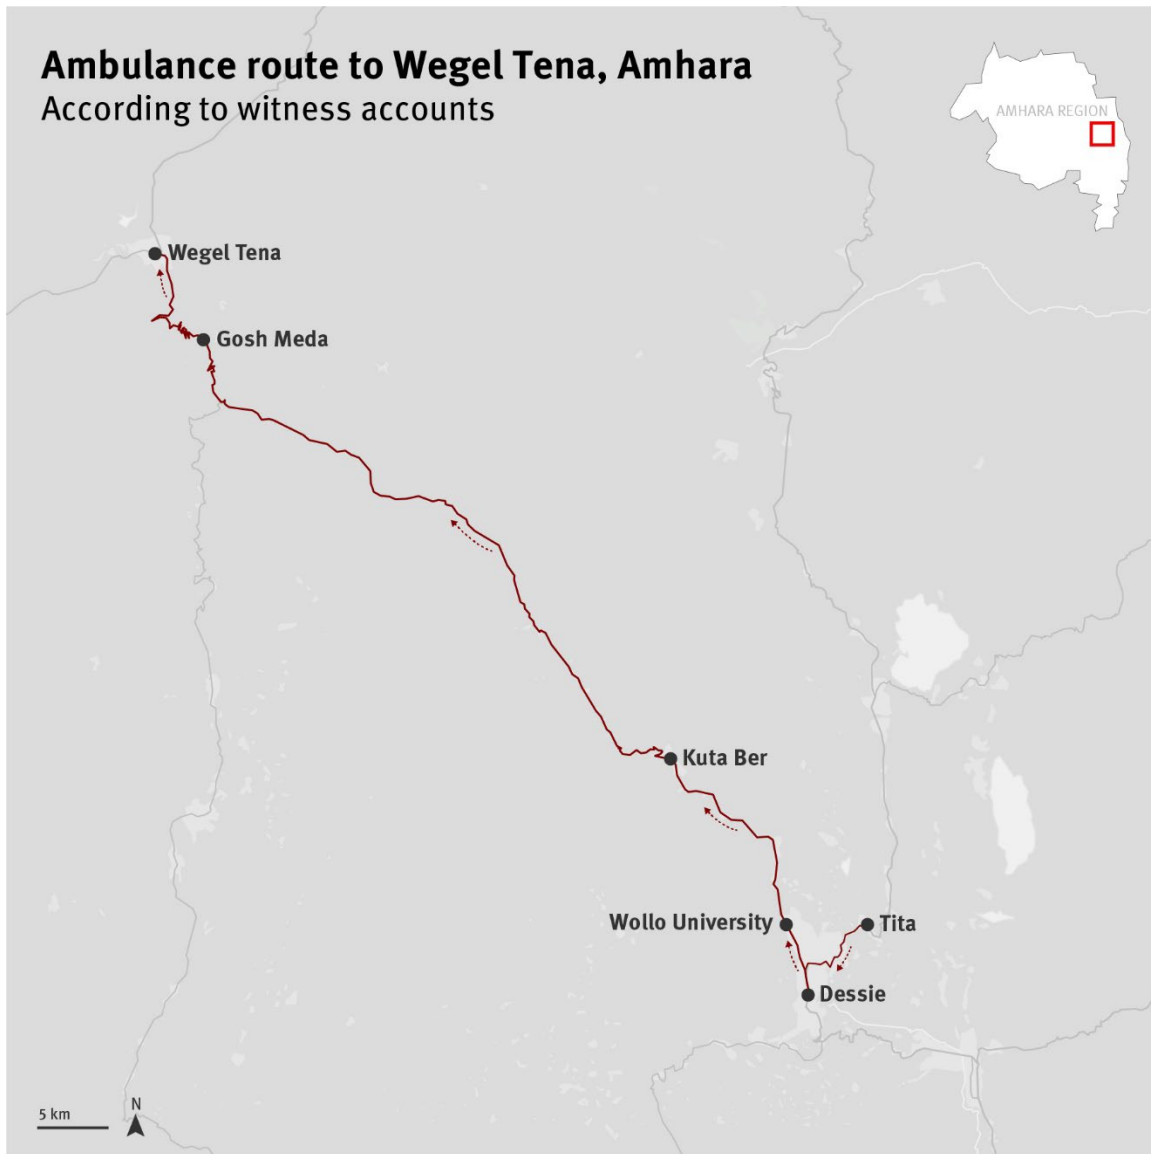 Ambulance route to Wegel Tena, Amhara
According to witness accounts
AMHARA REGION
Wegel Tena
Gosh Meda
Kuta Ber
Wollo University
Tita
Dessie
5 km
N